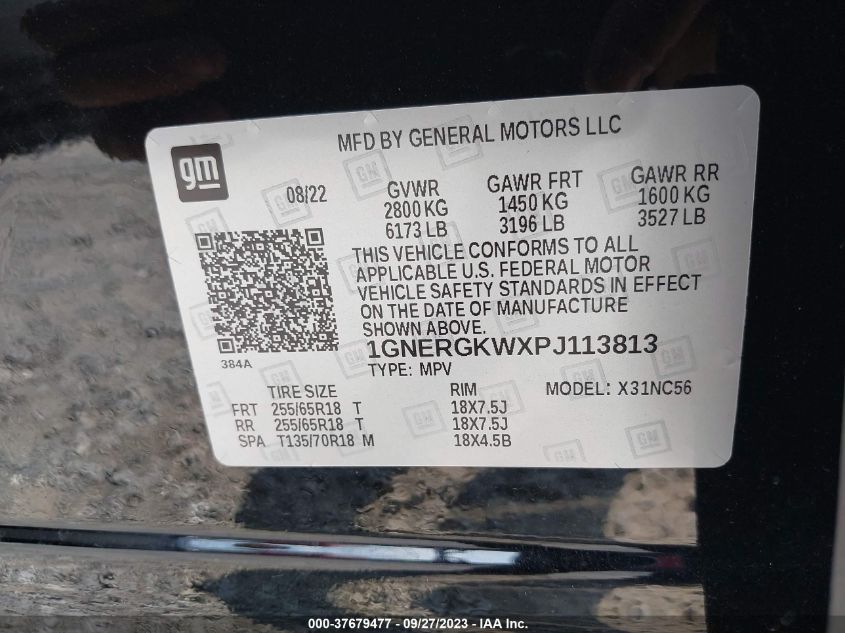 MFD BY GENERAL MOTORS LLC
gm
08/22
GVWR
2800 KG
6173 LB
GAWR FRT
1450 KG
3196 LB
GAWR RR
1600 KG
3527 LB
THIS VEHICLE CONFORMS TO ALL
APPLICABLE U.S. FEDERAL MOTOR
VEHICLE SAFETY STANDARDS IN EFFECT
ON THE DATE OF MANUFACTURE
SHOWN ABOVE.
384A
1GNERGKWXPJ113813
TYPE: MPV MODEL: X31NC56
TIRE SIZE RIM
FRT 255/65R18 T 18X7.5J
RR 255/65R18 T 18X7.5J
SPA T135/70R18 M 18X4.5B
000-37679477 - 09/27/2023 - IAA Inc.